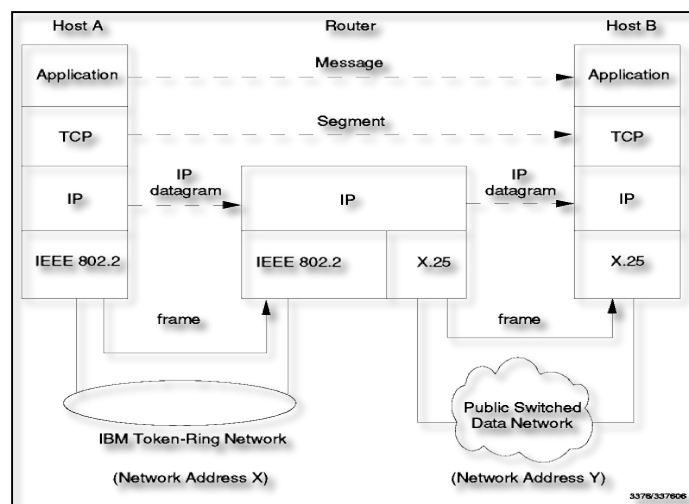 Host A
Router
Host B
Application
Message
Application
TCP
Segment
TCP
IP
IP
datagram
IP
IP
datagram
IP
IEEE 802.2
IEEE 802.2
X.25
X.25
frame
frame
IBM Token-Ring Network
Public Switched
Data Network
(Network Address X)
(Network Address Y)
3376/337606